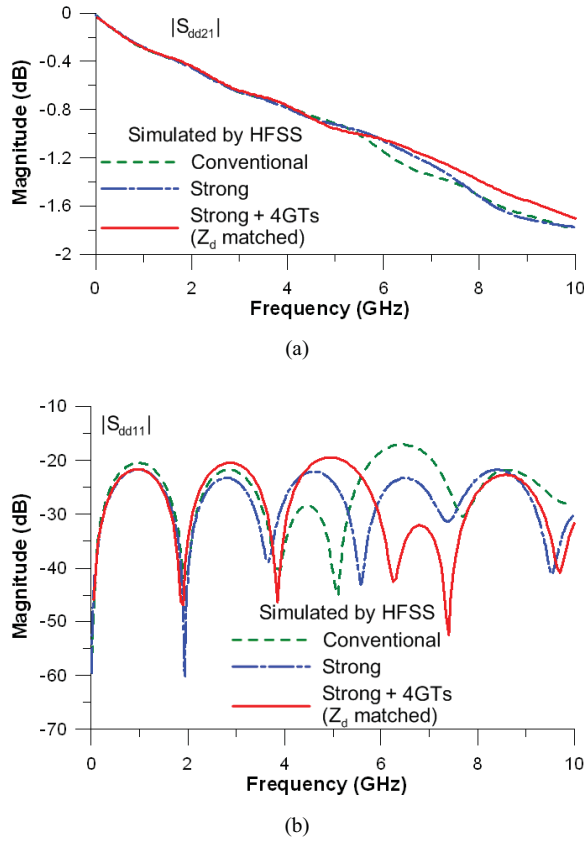 |Sdd21|
0
-0.4
-0.8
-1.2
-1.6
-2
Magnitude (dB)
Simulated by HFSS
Conventional
Strong
Strong + 4GTs
(Zd matched)
0 2 4 6 8 10
Frequency (GHz)
(a)
|Sdd11|
-10
-20
-30
-40
-50
-60
-70
Magnitude (dB)
Simulated by HFSS
Conventional
Strong
Strong + 4GTs
(Zd matched)
0 2 4 6 8 10
Frequency (GHz)
(b)